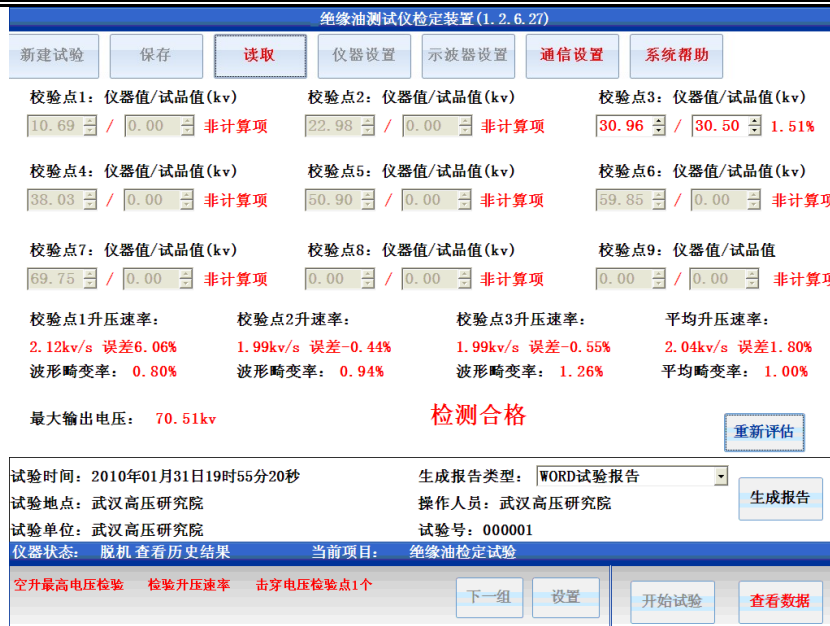 绝缘油测试仪检定装置(1.2.6.27)
新建试验 保存 读取 仪器设置 示波器设置 通信设置 系统帮助
校验点1: 仪器值/试品值(kv) 校验点2: 仪器值/试品值(kv) 校验点3: 仪器值/试品值(kv)
10.69 / 0.00 非计算项 22.98 / 0.00 非计算项 30.96 / 30.50 1.51%
校验点4: 仪器值/试品值(kv) 校验点5: 仪器值/试品值(kv) 校验点6: 仪器值/试品值(kv)
38.03 / 0.00 非计算项 50.90 / 0.00 非计算项 59.85 / 0.00 非计算项
校验点7: 仪器值/试品值(kv) 校验点8: 仪器值/试品值(kv) 校验点9: 仪器值/试品值
69.75 / 0.00 非计算项 0.00 / 0.00 非计算项 0.00 / 0.00 非计算项
校验点1升压速率: 校验点2升速率: 校验点3升压速率: 平均升压速率:
2.12kv/s 误差6.06% 1.99kv/s 误差-0.44% 1.99kv/s 误差-0.55% 2.04kv/s 误差1.80%
波形畸变率: 0.80% 波形畸变率: 0.94% 波形畸变率: 1.26% 平均畸变率: 1.00%
最大输出电压: 70.51kv 检测合格 重新评估
试验时间: 2010年01月31日19时55分20秒 生成报告类型: WORD试验报告
试验地点: 武汉高压研究院 操作人员: 武汉高压研究院 生成报告
试验单位: 武汉高压研究院 试验号: 000001
仪器状态: 脱机查看历史结果 当前项目: 绝缘油检定试验
空升最高电压检验 检验升压速率 击穿电压检验点1个 下一组 设置 开始试验 查看数据